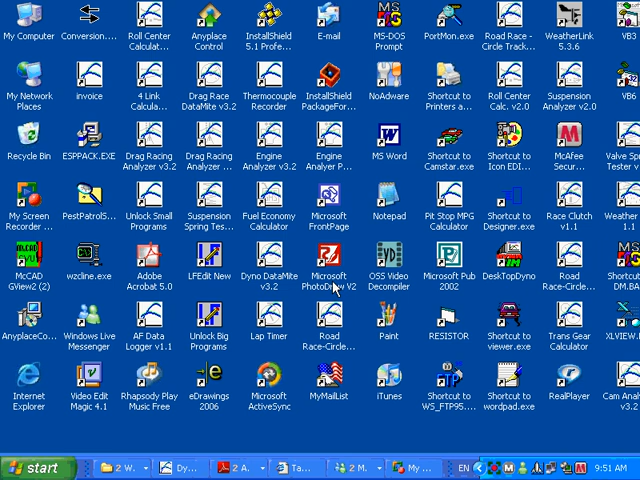 My Computer
Conversion....
Roll Center
Calculat...
Anyplace
Control
InstallShield
5.1 Profe...
E-mail
MS-DOS
Prompt
PortMon.exe
Road Race -
Circle Track...
WeatherLink
5.3.6
VB3
My Network
Places
invoice
4 Link
Calcula...
Drag Race
DataMite v3.2
Thermocouple
Recorder
InstallShield
PackageFor...
NoAdware
Shortcut to
Printers a...
Roll Center
Calc. v2.0
Suspension
Analyzer v2.0
VB6
Recycle Bin
ESPPACK.EXE
Drag Racing
Analyzer v3.2
Drag Racing
Analyzer ...
Engine
Analyzer v3.2
Engine
Analyzer P...
MS Word
Shortcut to
Camstar.exe
Shortcut to
Icon EDI...
McAfee
Secur...
Valve Sp
Tester v
My Screen
Recorder ...
PestPatrolS...
Unlock Small
Programs
Suspension
Spring Tes...
Fuel Economy
Calculator
Microsoft
FrontPage
Notepad
Pit Stop MPG
Calculator
Shortcut to
Designer.exe
Race Clutch
v1.1
Weather
1.1
McCAD
GView2 (2)
wzcline.exe
Adobe
Acrobat 5.0
LFEdit New
Dyno DataMite
v3.2
Microsoft
PhotoDraw V2
OSS Video
Decompiler
Microsoft Pub
2002
DeskTopDyno
Road
Race-Circle...
Shortcut
DM.BA
AnyplaceCo...
Windows Live
Messenger
AF Data
Logger v1.1
Unlock Big
Programs
Lap Timer
Road
Race-Circle...
Paint
RESISTOR
Shortcut to
viewer.exe
Trans Gear
Calculator
XLVIEW.
Internet
Explorer
Video Edit
Magic 4.1
Rhapsody Play
Music Free
eDrawings
2006
Microsoft
ActiveSync
MyMailList
iTunes
Shortcut to
WS_FTP95....
Shortcut to
wordpad.exe
RealPlayer
Cam Anal
v3.2
start
2 W.
Dy...
2 A.
Ta...
2 M.
My ...
EN
9:51 AM